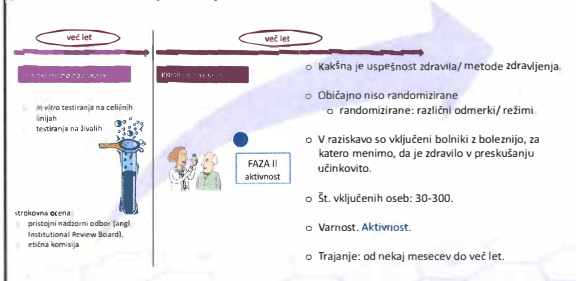 več let
več let
in vitro testiranja na celičnih
linijah
testiranja na živalih
strokovna ocena:
pristojni nadzorni odbor (angl
Institutional Review Board),
etična komisija
FAZA II
aktivnost
Kakšna je uspešnost zdravila/ metode zdravljenja
Običajno niso randomizirane
randomizirane: različni odmerki/ režimi
V raziskavo so vključeni bolniki z boleznijo, za
katero menimo, da je zdravilo v preskušanju
učinkovito.
Št. vključenih oseb: 30-300.
Varnost. Aktivnost.
Trajanje: od nekaj mesecev do več let.